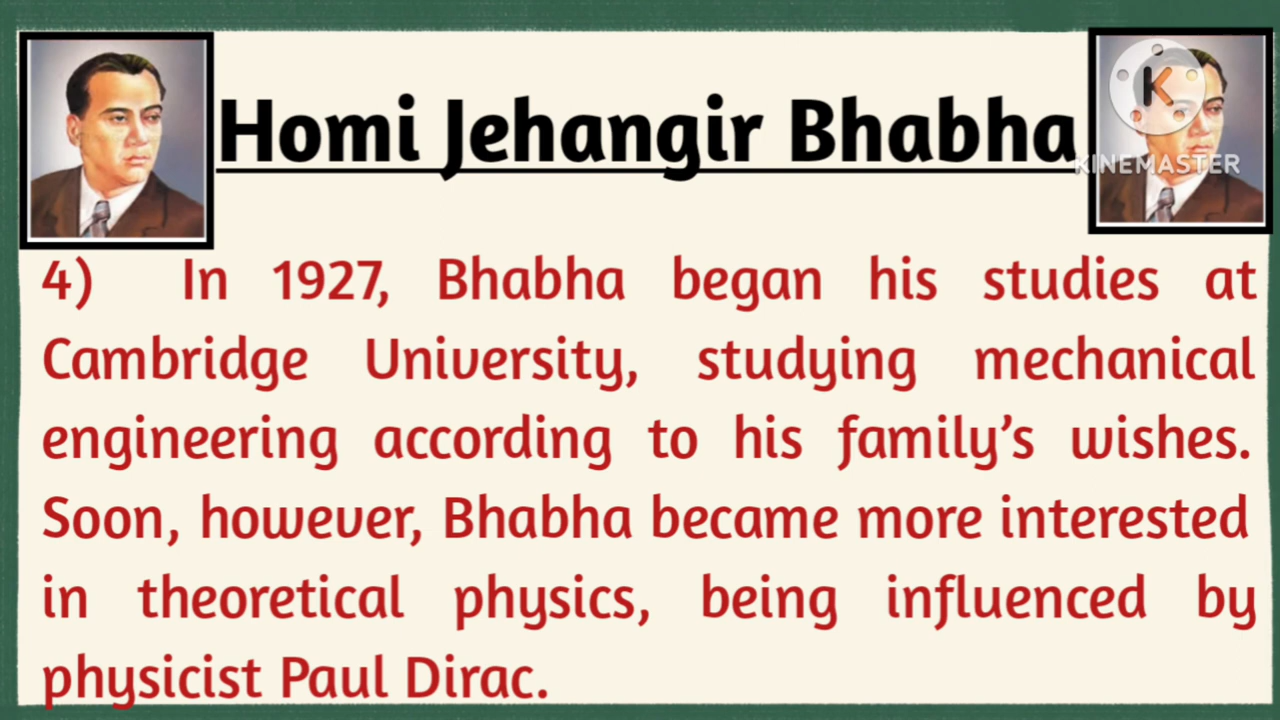 Homi Jehangir Bhabha
K
KINEMASTER
4) In 1927, Bhabha began his studies at
Cambridge University, studying mechanical
engineering according to his family’s wishes.
Soon, however, Bhabha became more interested
in theoretical physics, being influenced by
physicist Paul Dirac.